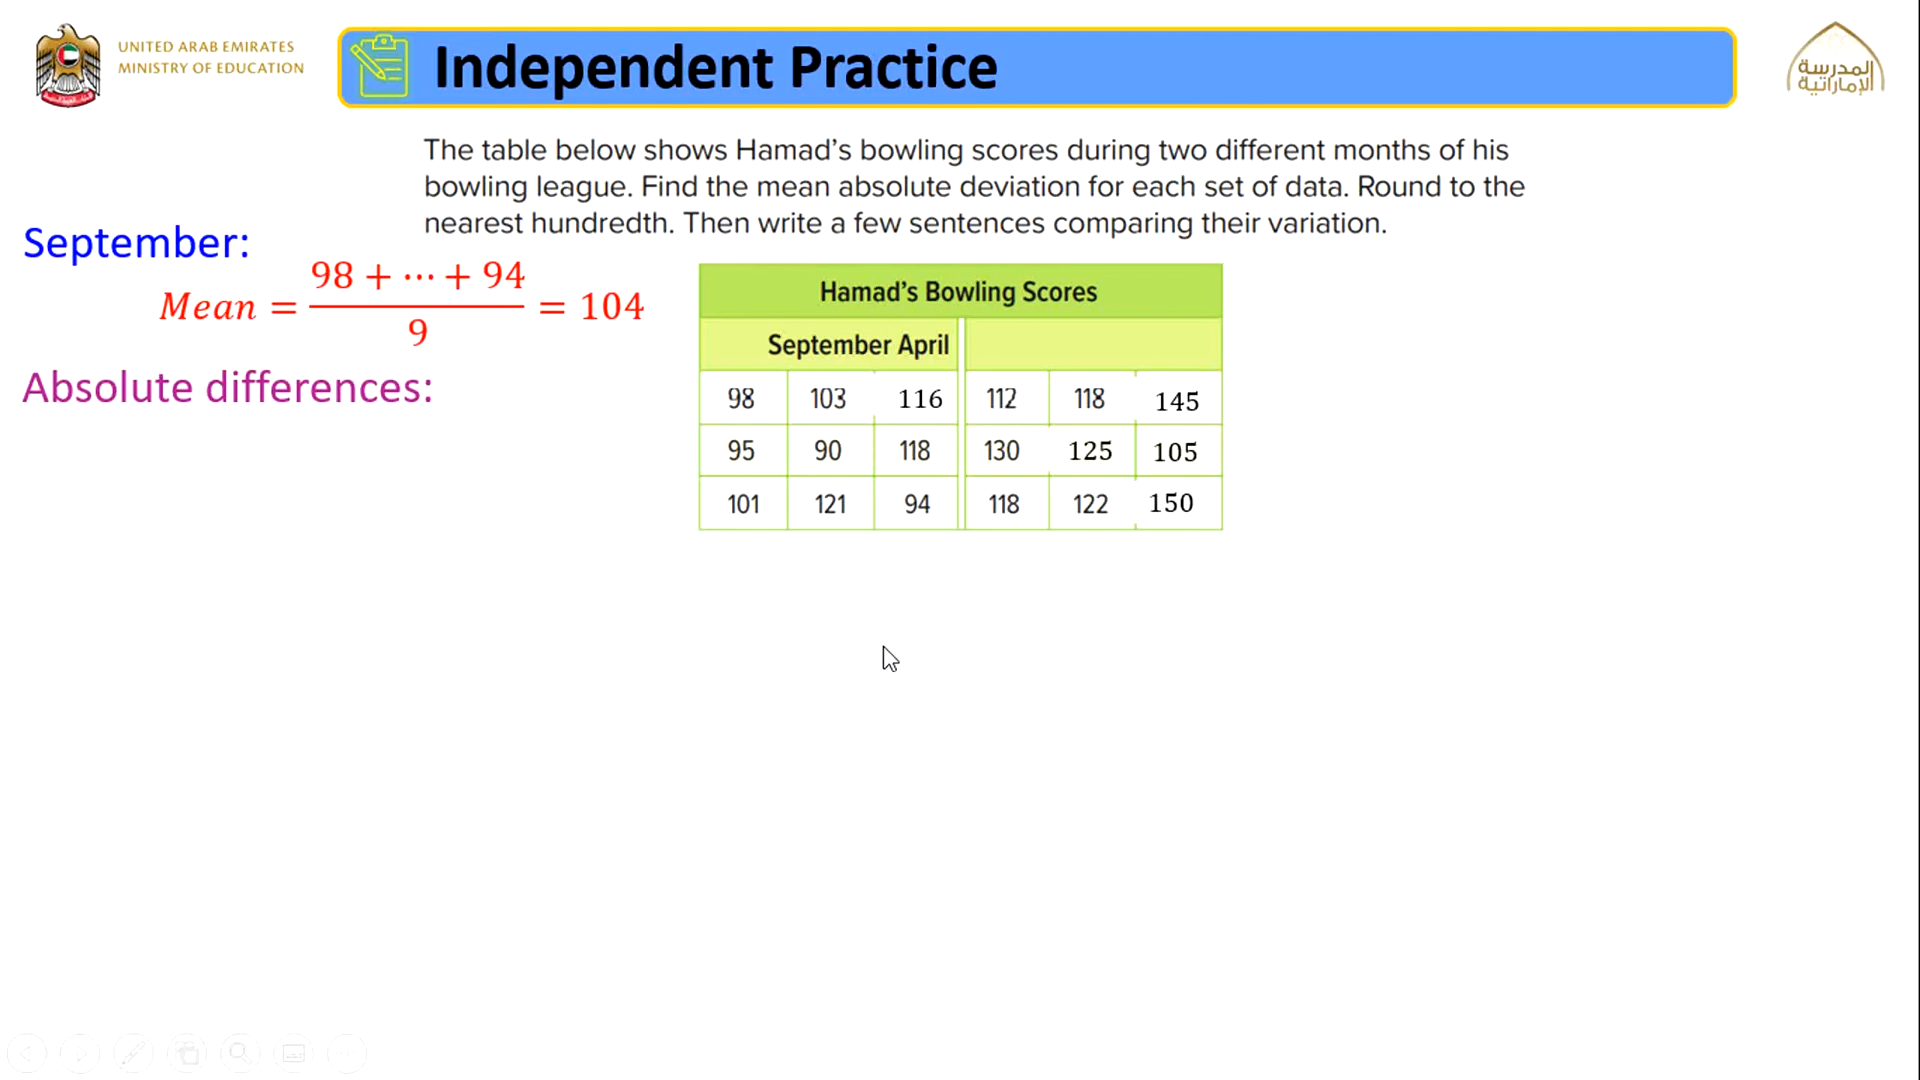 UNITED ARAB EMIRATES
MINISTRY OF EDUCATION
Independent Practice
المدرسة
الإماراتية
The table below shows Hamad’s bowling scores during two different months of his
bowling league. Find the mean absolute deviation for each set of data. Round to the
nearest hundredth. Then write a few sentences comparing their variation.
September:
Mean = 98 + ⋯ + 94 / 9 = 104
Absolute differences:
Hamad’s Bowling Scores
September April
98 103 116 112 118 145
95 90 118 130 125 105
101 121 94 118 122 150